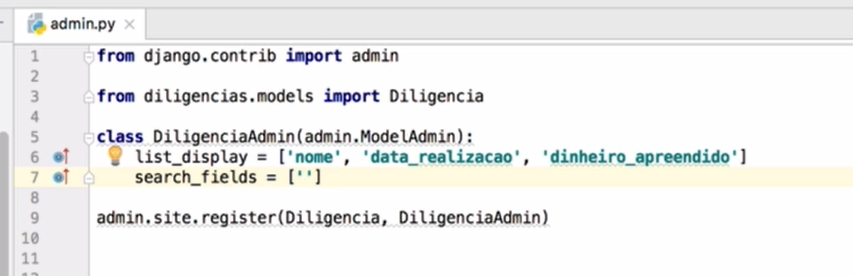 admin.py
1 from django.contrib import admin
2
3 from diligencias.models import Diligencia
4
5 class DiligenciaAdmin(admin.ModelAdmin):
6 list_display = ['nome', 'data_realizacao', 'dinheiro_apreendido']
7 search_fields = ['']
8
9 admin.site.register(Diligencia, DiligenciaAdmin)
10
11